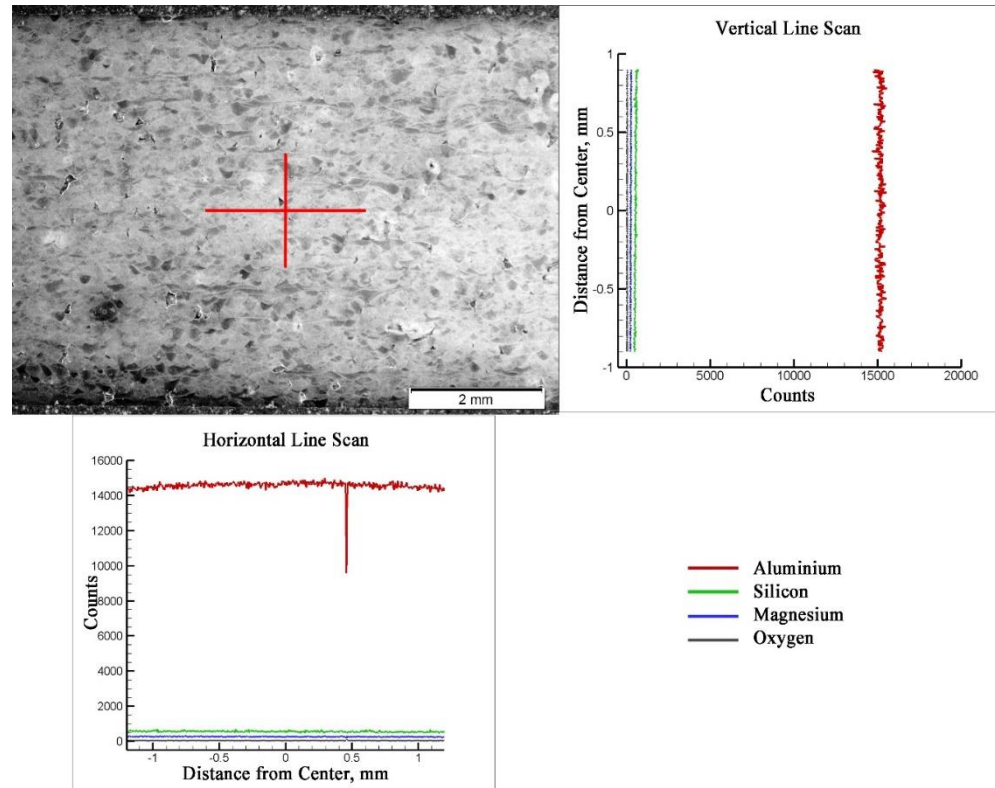 2 mm
Vertical Line Scan
Distance from Center, mm
1
0.5
0
-0.5
-1
0 5000 10000 15000 20000
Counts
Horizontal Line Scan
Counts
16000
14000
12000
10000
8000
6000
4000
2000
0
-1 -0.5 0 0.5 1
Distance from Center, mm
Aluminium
Silicon
Magnesium
Oxygen